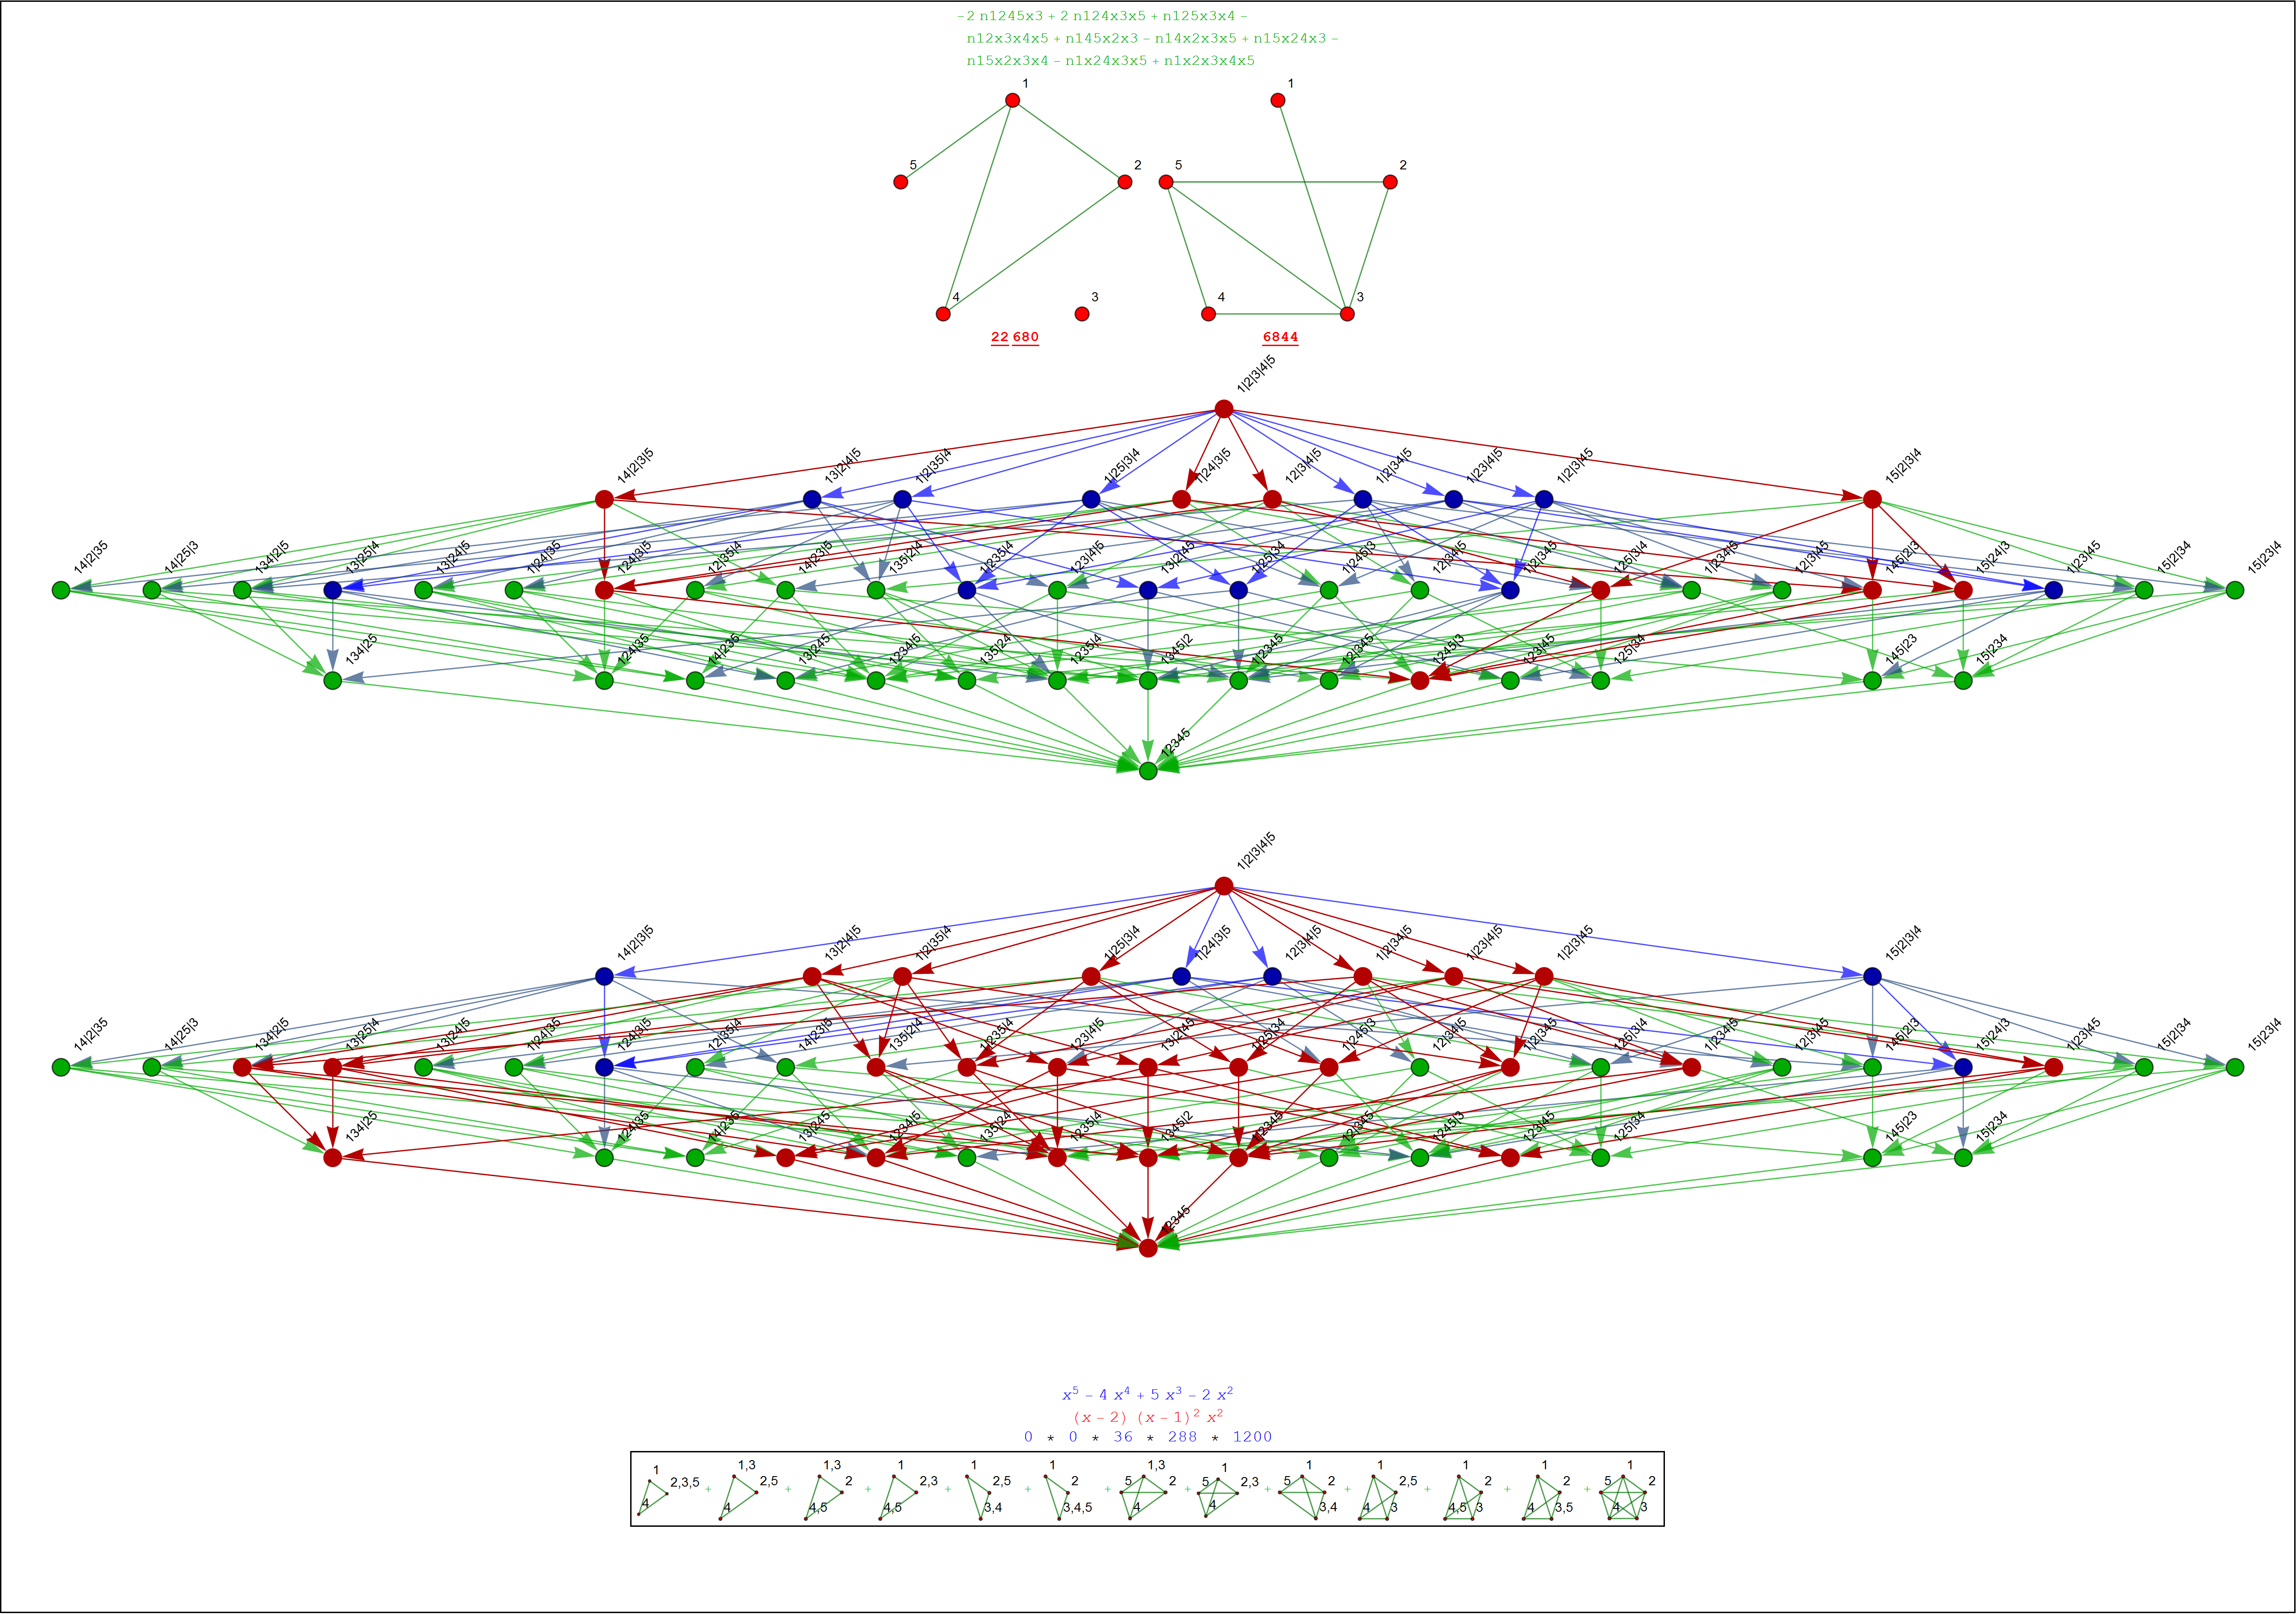 -2 n1245x3 + 2 n124x3x5 + n125x3x4 -
n12x3x4x5 + n145x2x3 - n14x2x3x5 + n15x24x3 -
n15x2x3x4 - n1x24x3x5 + n1x2x3x4x5
1 1
5 2 5 2
4 3 4 3
22 680 6844
1|2|3|4|5
14|2|3|5 13|2|4|5 1|2|35|4 1|25|3|4 1|24|3|5 12|3|4|5 1|2|34|5 1|23|4|5 1|2|3|45 15|2|3|4
14|2|35 14|25|3 134|2|5 13|25|4 13|24|5 1|24|35 124|3|5 12|35|4 14|23|5 135|2|4 1|235|4 123|4|5 13|2|45 1|25|34 1|245|3 12|34|5 1|2|345 125|3|4 1|234|5 12|3|45 145|2|3 15|24|3 1|23|45 15|2|34 15|23|4
134|25 124|35 14|235 13|245 1234|5 135|24 1235|4 1345|2 1|2345 12|345 1245|3 123|45 125|34 145|23 15|234
12345
1|2|3|4|5
14|2|3|5 13|2|4|5 1|2|35|4 1|25|3|4 1|24|3|5 12|3|4|5 1|2|34|5 1|23|4|5 1|2|3|45 15|2|3|4
14|2|35 14|25|3 134|2|5 13|25|4 13|24|5 1|24|35 124|3|5 12|35|4 14|23|5 135|2|4 1|235|4 123|4|5 13|2|45 1|25|34 1|245|3 12|34|5 1|2|345 125|3|4 1|234|5 12|3|45 145|2|3 15|24|3 1|23|45 15|2|34 15|23|4
134|25 124|35 14|235 13|245 1234|5 135|24 1235|4 1345|2 1|2345 12|345 1245|3 123|45 125|34 145|23 15|234
12345
x⁵ - 4 x⁴ + 5 x³ - 2 x²
(x - 2) (x - 1)² x²
0 * 0 * 36 * 288 * 1200
1 2,3,5 4 + 1,3 2,5 4 + 1,3 2 4,5 + 1 2,3 4,5 + 1 2,5 3,4 + 1 2 3,4,5 + 1,3 5 2 4 + 1 5 2,3 4 + 1 5 2 3,4 + 1 2,5 4 3 + 1 2 4,5 3 + 1 2 4 3,5 + 1 5 2 4 3